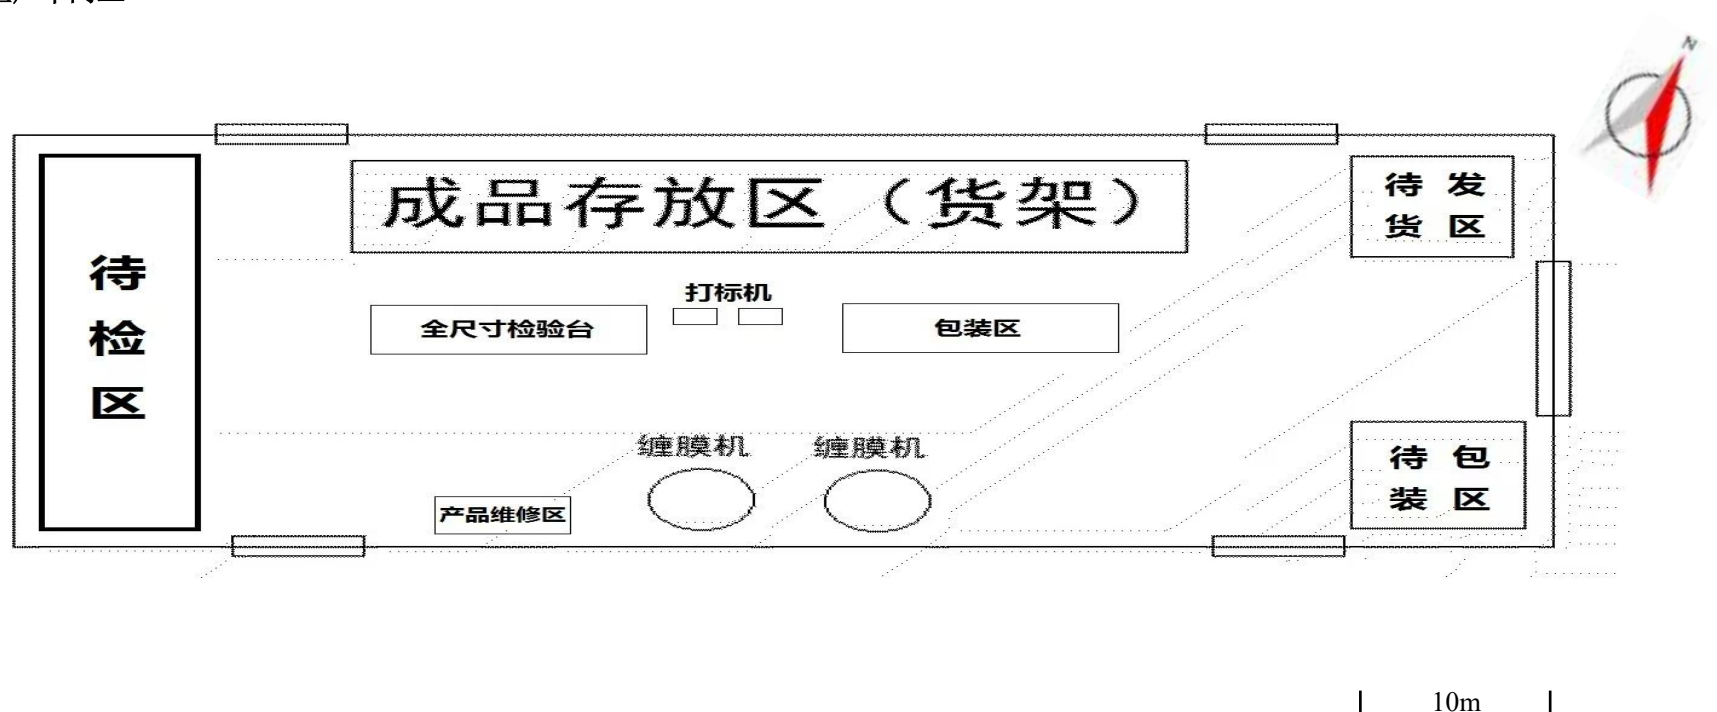 N
成品存放区（货架）
待发
货区
待
检
区
打标机
全尺寸检验台
包装区
缠膜机
缠膜机
待包
装区
产品维修区
10m